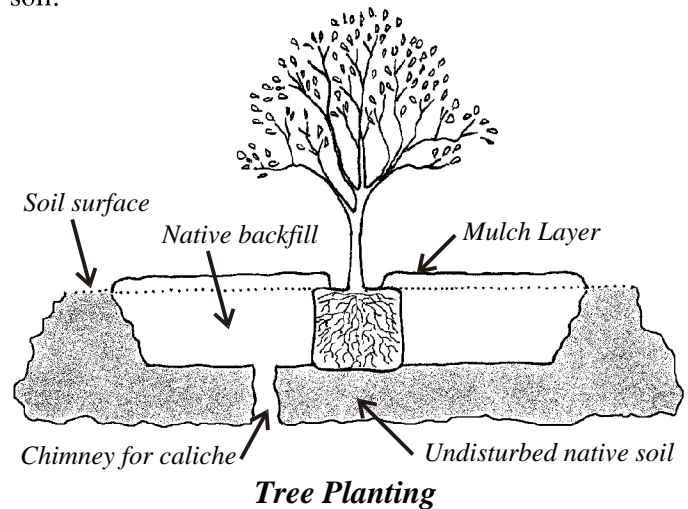 soil.
Soil surface
Native backfill
Mulch Layer
Chimney for caliche
Undisturbed native soil
Tree Planting